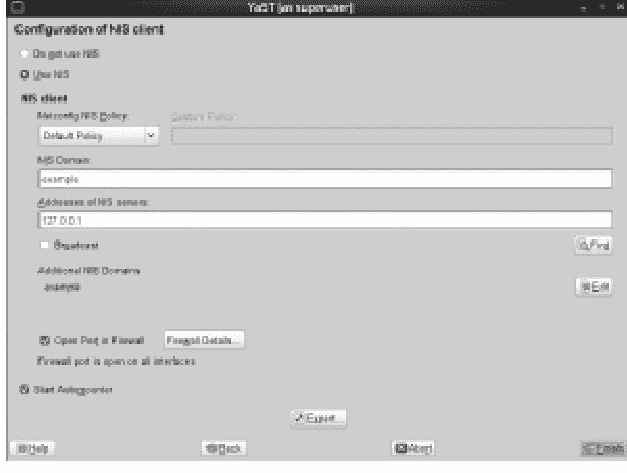 YaST (as superuser)
Configuration of NIS client
Do not use NIS
Use NIS
NIS client
Netconfig NIS Policy: Custom Policy:
Default Policy
NIS Domain:
example
Addresses of NIS servers:
127.0.0.1
Broadcast Find
Additional NIS Domains
example Edit
Open Port in Firewall Firewall Details...
Firewall port is open on all interfaces
Start Automounter
Expert...
Help Back Abort Finish